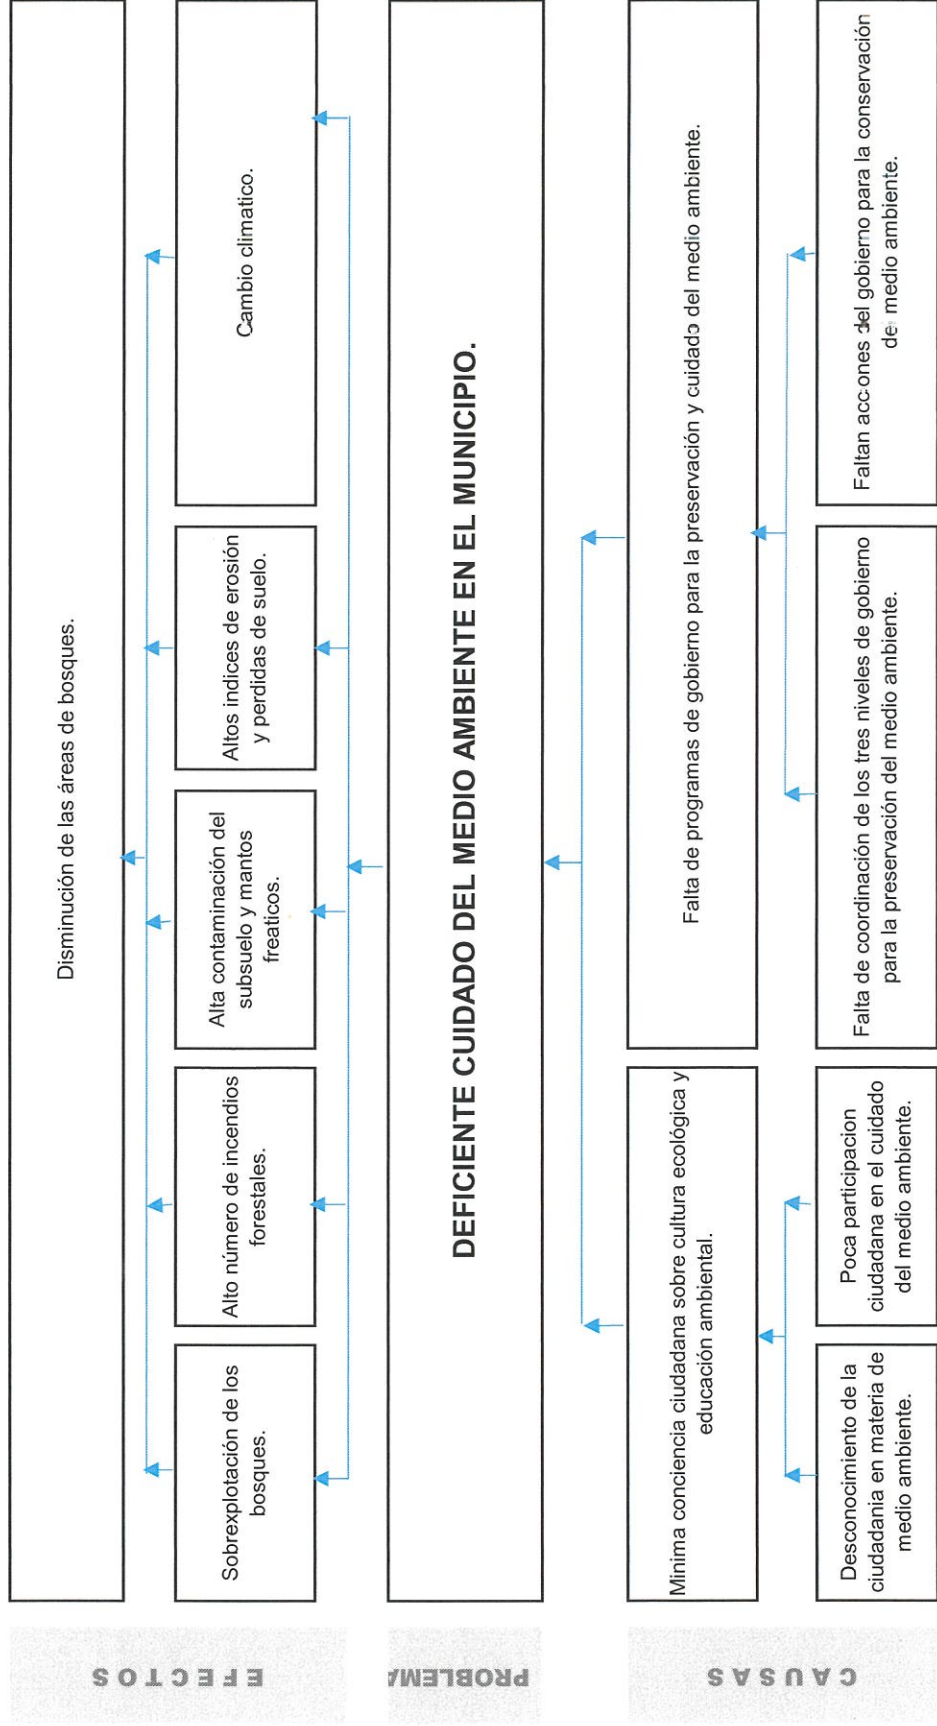 EFECTOS
Disminución de las áreas de bosques.
Sobrexplotación de los
bosques.
Alto número de incendios
forestales.
Alta contaminación del
subsuelo y mantos
freaticos.
Altos indices de erosión
y perdidas de suelo.
Cambio climatico.
PROBLEMA
DEFICIENTE CUIDADO DEL MEDIO AMBIENTE EN EL MUNICIPIO.
CAUSAS
Minima conciencia ciudadana sobre cultura ecológica y
educación ambiental.
Falta de programas de gobierno para la preservación y cuidado del medio ambiente.
Desconocimiento de la
ciudadania en materia de
medio ambiente.
Poca participacion
ciudadana en el cuidado
del medio ambiente.
Falta de coordinación de los tres niveles de gobierno
para la preservación del medio ambiente.
Faltan acciones del gobierno para la conservación
del medio ambiente.